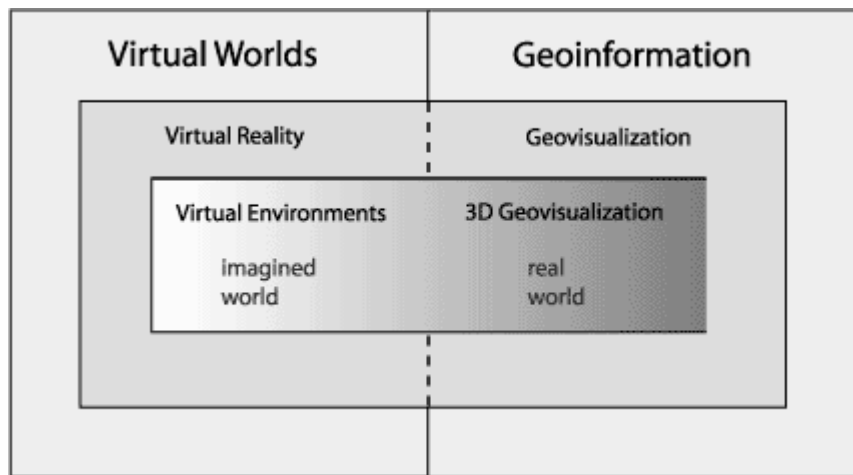 Virtual Worlds
Geoinformation
Virtual Reality
Geovisualization
Virtual Environments
3D Geovisualization
imagined
world
real
world